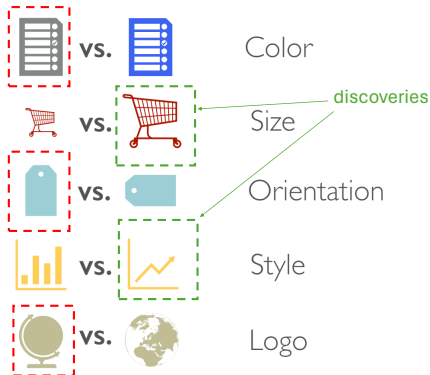 vs. Color
discoveries
vs. Size
vs. Orientation
vs. Style
vs. Logo